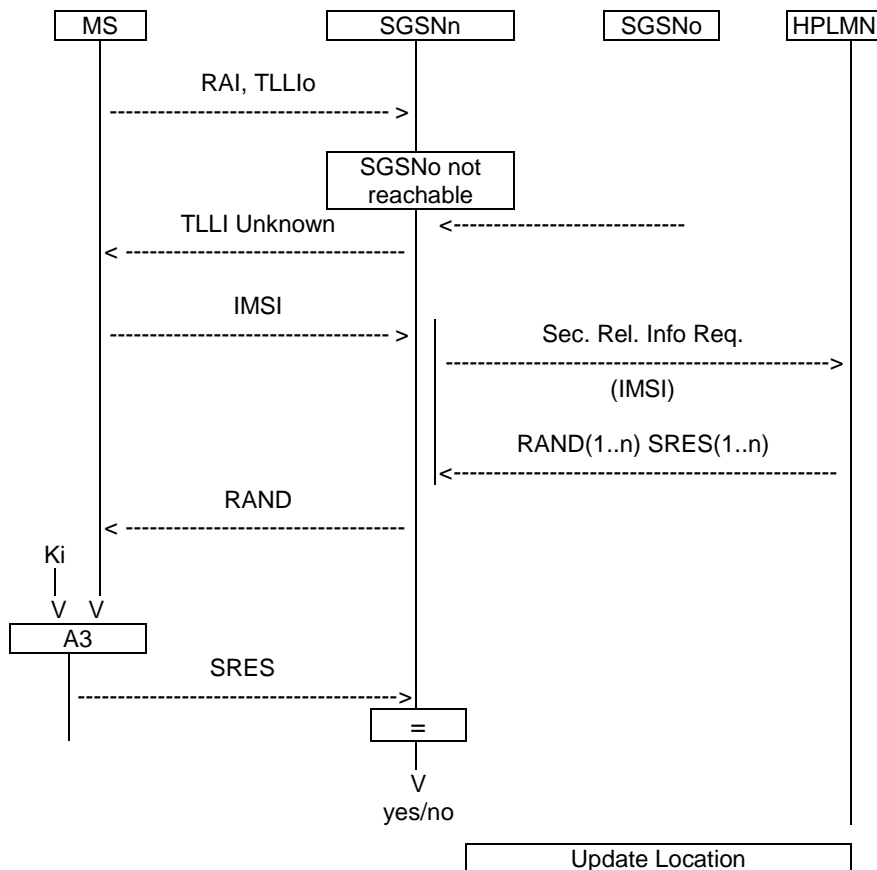 MS SGSNn SGSNo HPLMN
RAI, TLLIo
------------------------------- >
SGSNo not
reachable
TLLI Unknown <-------------------------
< -------------------------------
IMSI
------------------------------- >
Sec. Rel. Info Req.
------------------------------------------>
(IMSI)
RAND(1..n) SRES(1..n)
<------------------------------------------
RAND
< -------------------------------
Ki
V V
A3
SRES
----------------------------------->
=
V
yes/no
Update Location